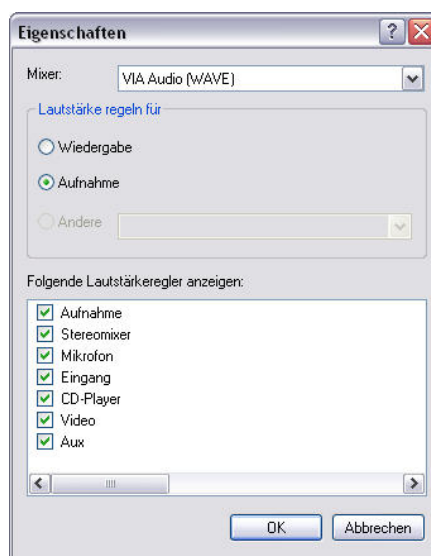 Eigenschaften
Mixer: VIA Audio (WAVE)
Lautstärke regeln für
Wiedergabe
Aufnahme
Andere
Folgende Lautstärkeregler anzeigen:
Aufnahme
Stereomixer
Mikrofon
Eingang
CD-Player
Video
Aux
OK Abbrechen